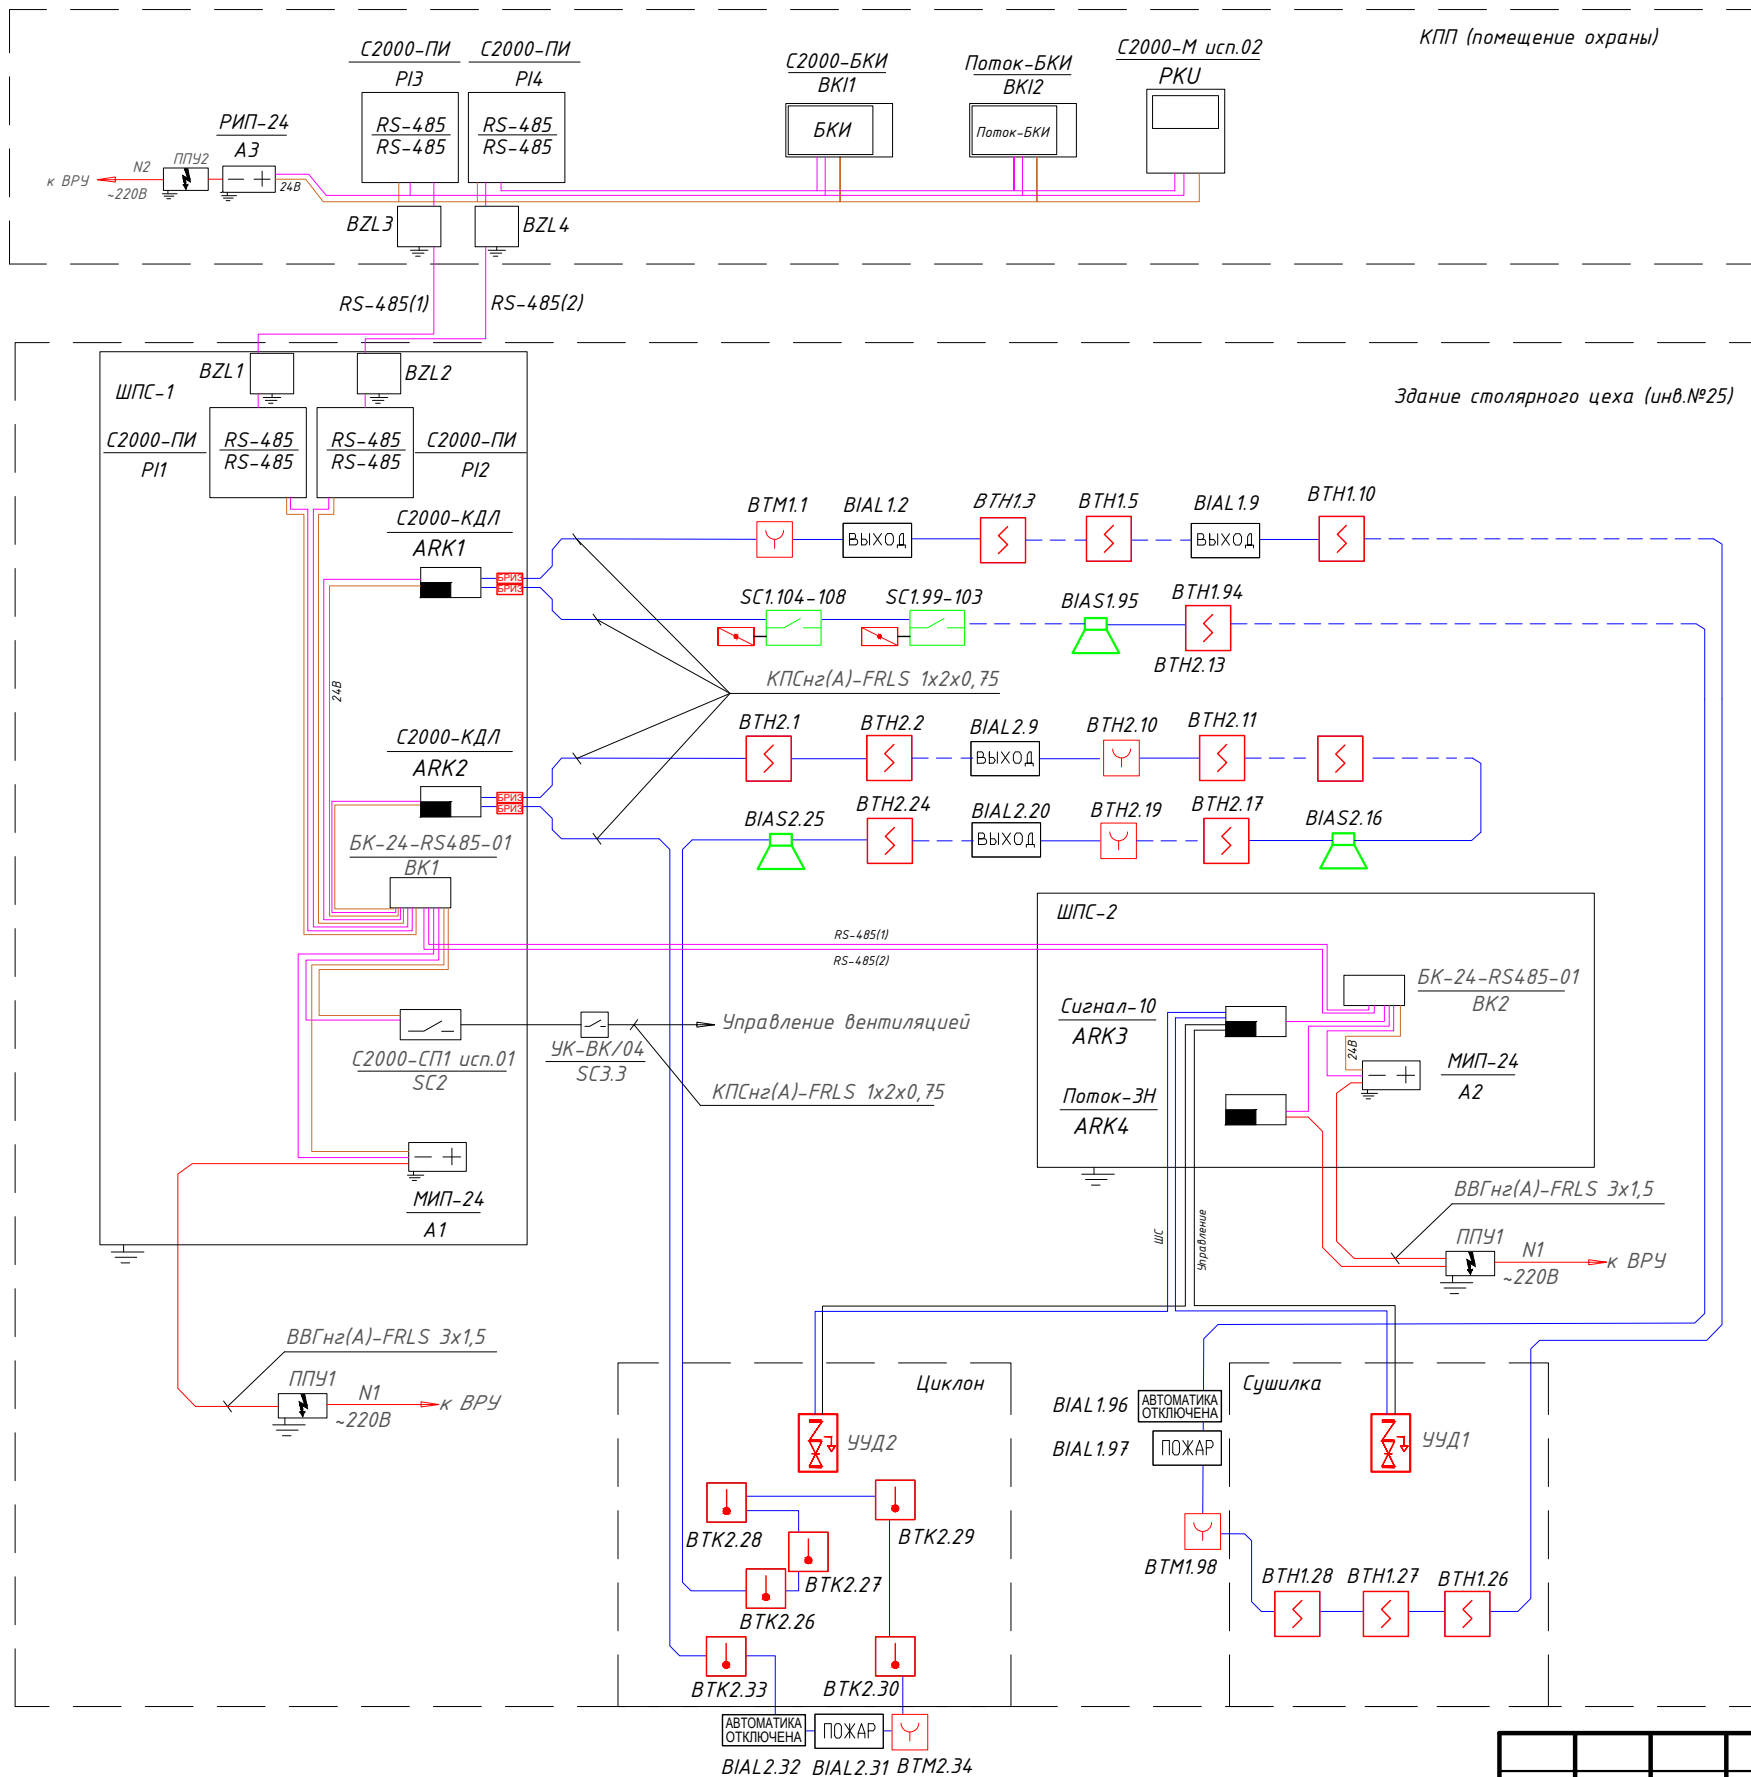 КПП (помещение охраны)
С2000-ПИ
PI3
С2000-ПИ
PI4
С2000-БКИ
BKI1
Поток-БКИ
BKI2
С2000-М исп.02
PKU
RS-485
RS-485
RS-485
RS-485
БКИ
Поток-БКИ
РИП-24
А3
к ВРУ
N2
~220В
ППУ2
24В
BZL3
BZL4
RS-485(1)
RS-485(2)
Здание столярного цеха (инв.№25)
ШПС-1
BZL1
BZL2
С2000-ПИ
PI1
RS-485
RS-485
RS-485
RS-485
С2000-ПИ
PI2
С2000-КДЛ
ARK1
БРИЗ
БРИЗ
BTM1.1
BIAL1.2
BTH1.3
BTH1.5
BIAL1.9
BTH1.10
ВЫХОД
ВЫХОД
SC1.104-108
SC1.99-103
BIAS1.95
BTH1.94
BTH2.13
КПСнг(А)-FRLS 1х2х0,75
24В
С2000-КДЛ
ARK2
БРИЗ
БРИЗ
BTH2.1
BTH2.2
BIAL2.9
BTH2.10
BTH2.11
ВЫХОД
BIAS2.25
BTH2.24
BIAL2.20
BTH2.19
BTH2.17
BIAS2.16
ВЫХОД
БК-24-RS485-01
BK1
RS-485(1)
RS-485(2)
ШПС-2
БК-24-RS485-01
BK2
Сигнал-10
ARK3
Поток-3Н
ARK4
24В
МИП-24
А2
С2000-СП1 исп.01
SC2
УК-ВК/04
SC3.3
Управление вентиляцией
КПСнг(А)-FRLS 1х2х0,75
МИП-24
А1
ШС
Управление
ВВГнг(А)-FRLS 3х1,5
ППУ1
N1
~220В
к ВРУ
ВВГнг(А)-FRLS 3х1,5
ППУ1
N1
~220В
к ВРУ
Циклон
УУД2
BTK2.28
BTK2.29
BTK2.27
BTK2.26
BTK2.33
BTK2.30
АВТОМАТИКА
ОТКЛЮЧЕНА
ПОЖАР
BIAL2.32
BIAL2.31
BTM2.34
Сушилка
BIAL1.96
АВТОМАТИКА
ОТКЛЮЧЕНА
BIAL1.97
ПОЖАР
УУД1
BTM1.98
BTH1.28
BTH1.27
BTH1.26